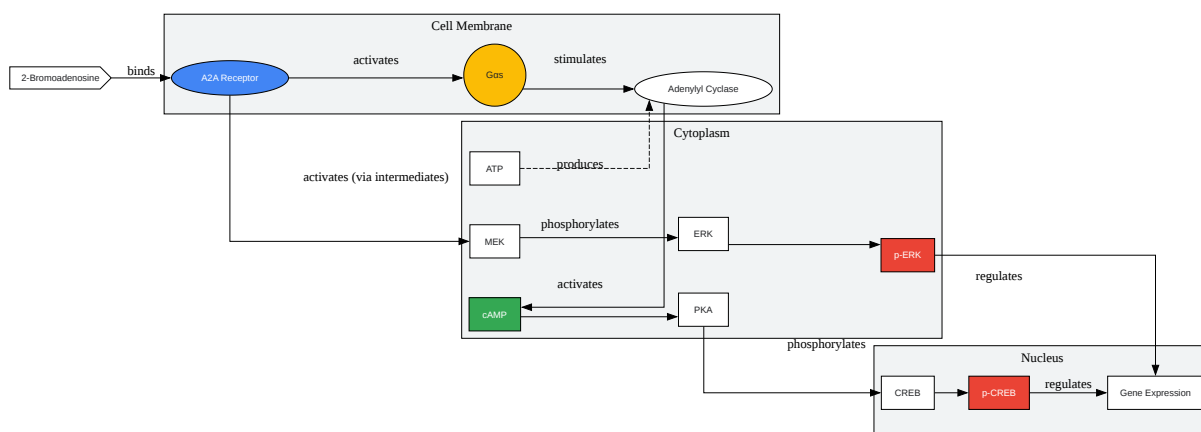 Cell Membrane
2-Bromoadenosine
binds
A2A Receptor
activates
Gαs
stimulates
Adenylyl Cyclase
Cytoplasm
ATP
produces
activates (via intermediates)
MEK
phosphorylates
ERK
p-ERK
regulates
activates
cAMP
PKA
phosphorylates
Nucleus
CREB
p-CREB
regulates
Gene Expression